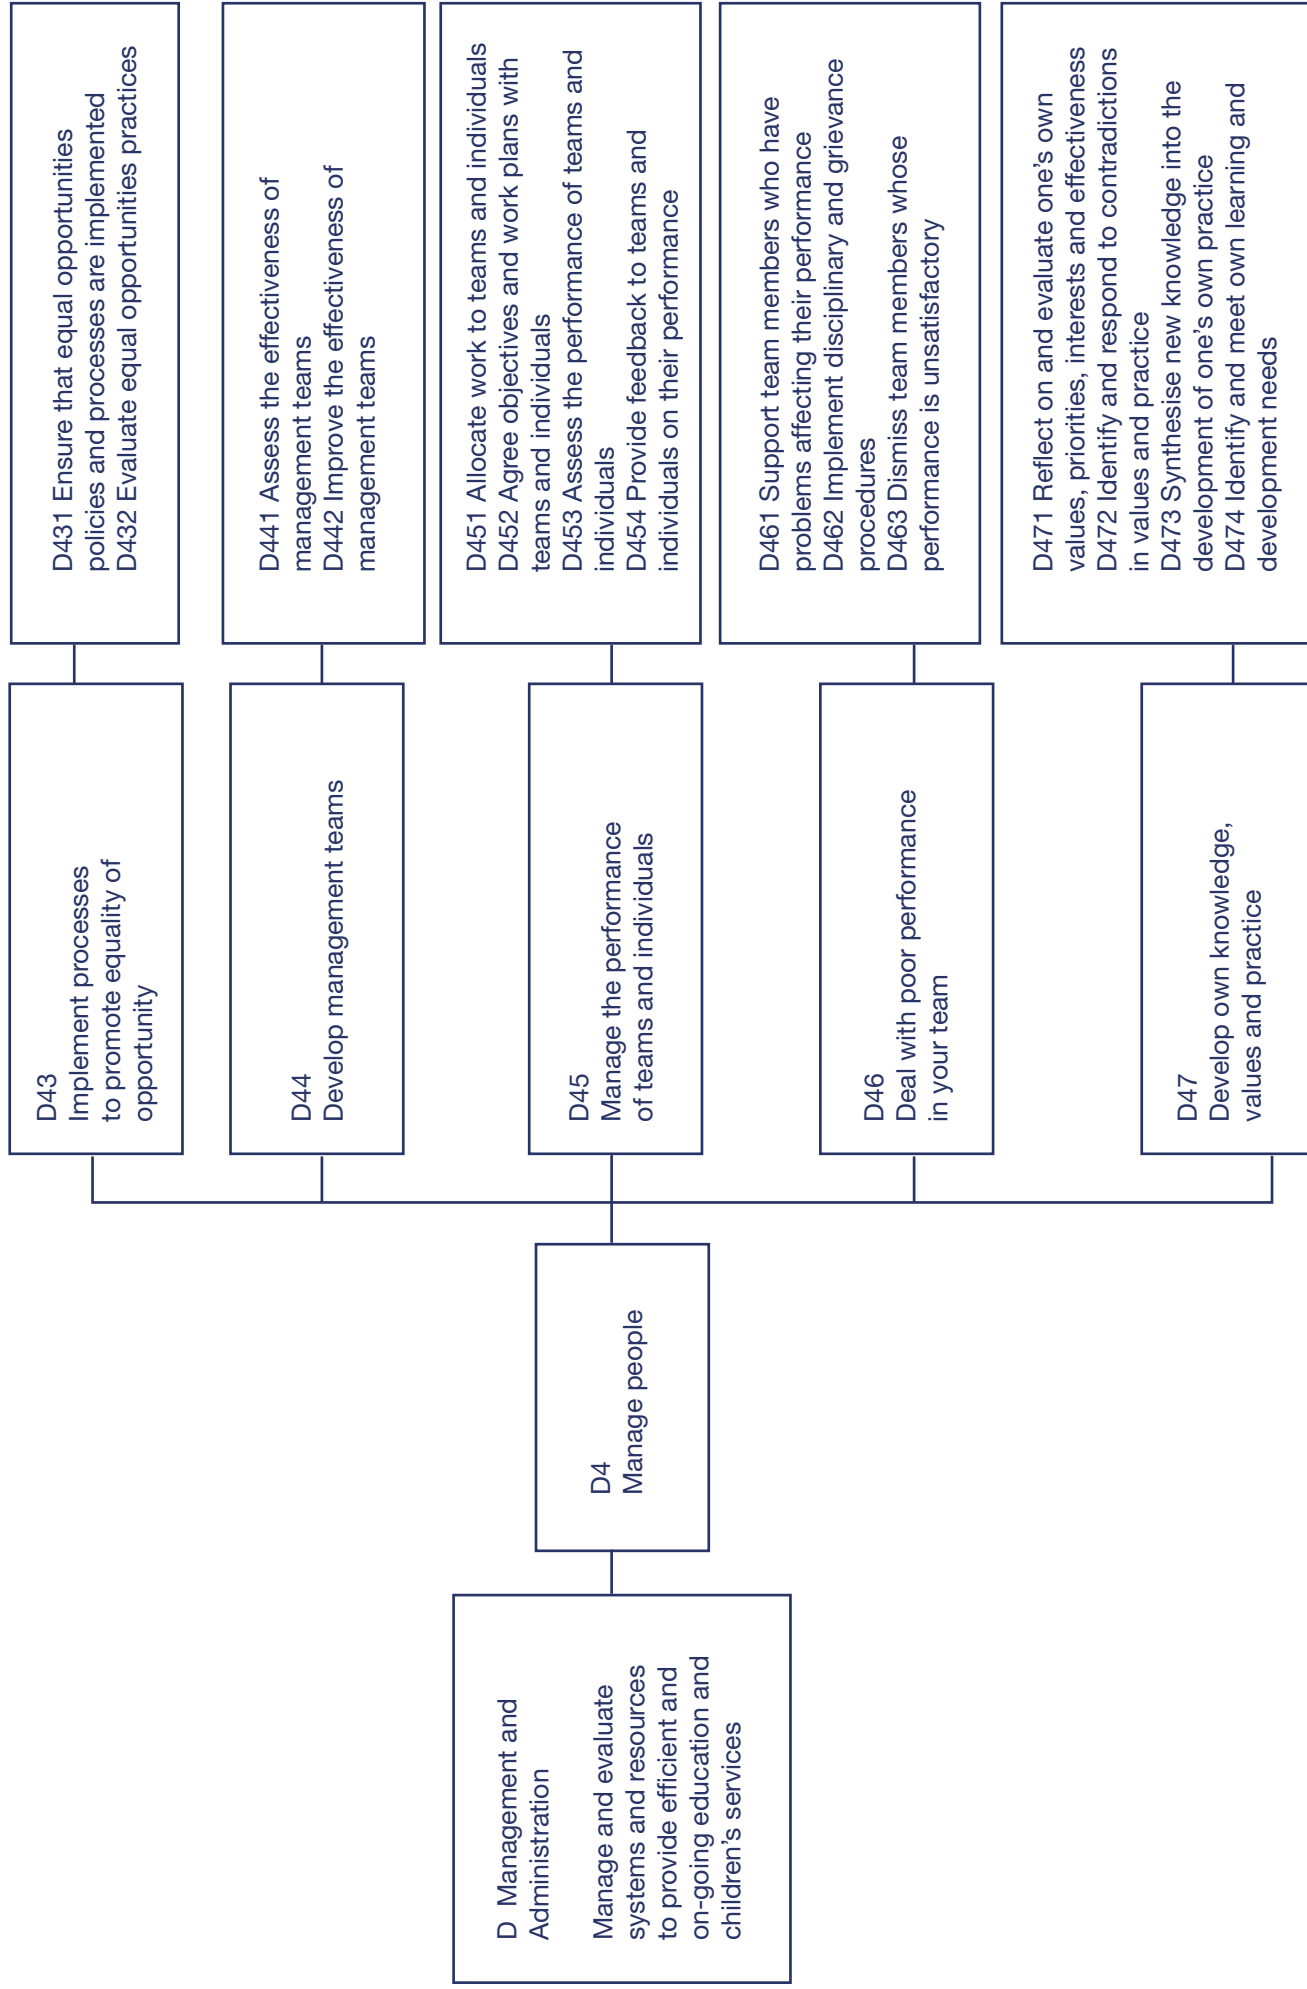 D Management and
Administration
Manage and evaluate
systems and resources
to provide efficient and
on-going education and
children’s services
D4
Manage people
D43
Implement processes
to promote equality of
opportunity
D431 Ensure that equal opportunities
policies and processes are implemented
D432 Evaluate equal opportunities practices
D44
Develop management teams
D441 Assess the effectiveness of
management teams
D442 Improve the effectiveness of
management teams
D45
Manage the performance
of teams and individuals
D451 Allocate work to teams and individuals
D452 Agree objectives and work plans with
teams and individuals
D453 Assess the performance of teams and
individuals
D454 Provide feedback to teams and
individuals on their performance
D46
Deal with poor performance
in your team
D461 Support team members who have
problems affecting their performance
D462 Implement disciplinary and grievance
procedures
D463 Dismiss team members whose
performance is unsatisfactory
D47
Develop own knowledge,
values and practice
D471 Reflect on and evaluate one’s own
values, priorities, interests and effectiveness
D472 Identify and respond to contradictions
in values and practice
D473 Synthesise new knowledge into the
development of one’s own practice
D474 Identify and meet own learning and
development needs